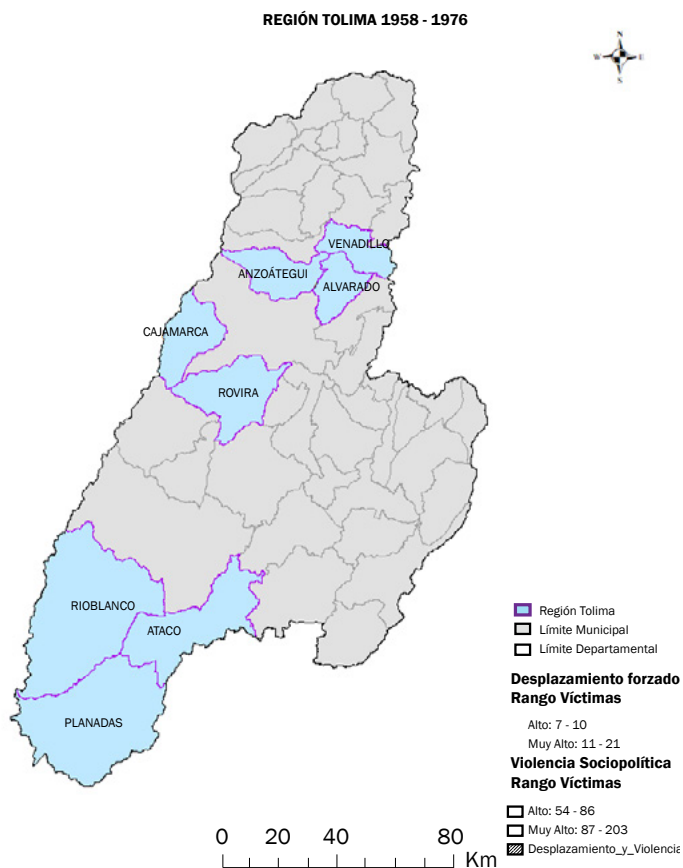 REGIÓN TOLIMA 1958 - 1976
N
W E
S
VENADILLO
ANZOÁTEGUI
ALVARADO
CAJAMARCA
ROVIRA
RIOBLANCO
ATACO
PLANADAS
Región Tolima
Límite Municipal
Límite Departamental
Desplazamiento forzado
Rango Víctimas
Alto: 7 - 10
Muy Alto: 11 - 21
Violencia Sociopolítica
Rango Víctimas
Alto: 54 - 86
Muy Alto: 87 - 203
Desplazamiento_y_Violencia
0 20 40 80
Km